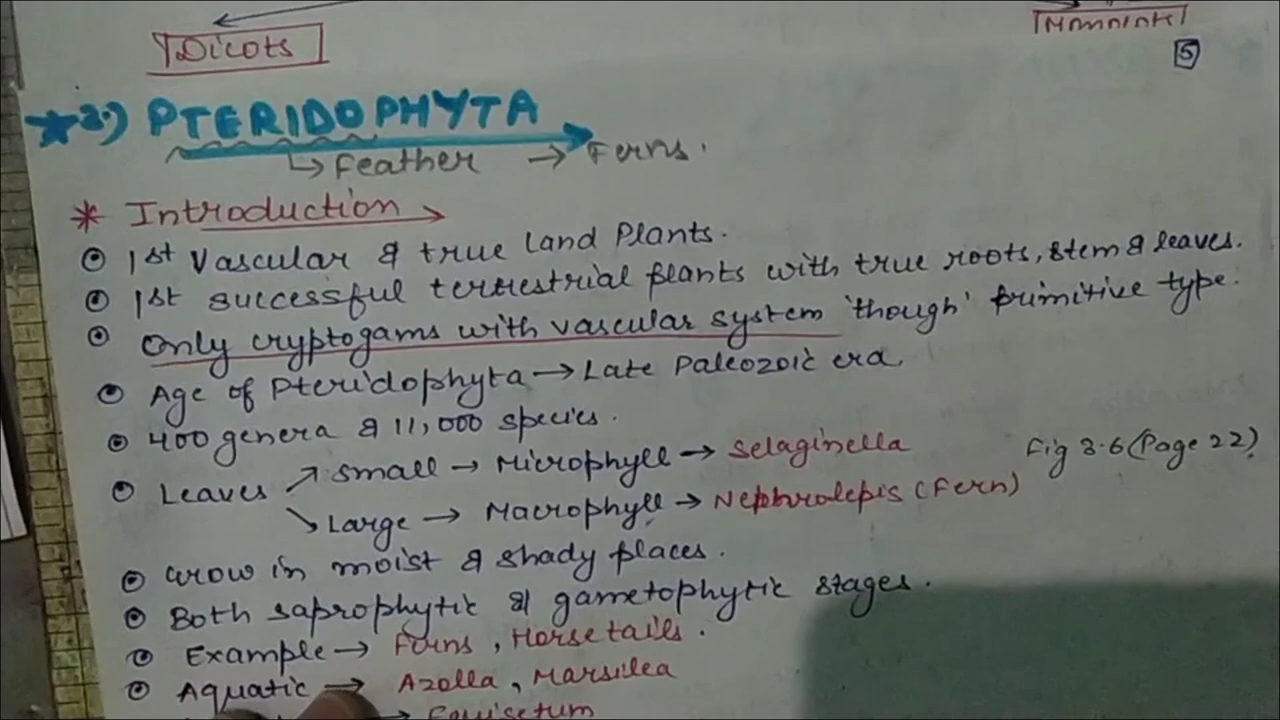 Dicots
5
★ 3.) PTERIDOPHYTA
↳ Feather → Ferns.
* Introduction →
1st Vascular & true Land Plants.
1st successful terrestrial plants with true roots, stem & leaves.
Only cryptogams with vascular system 'though' primitive type.
Age of Pteridophyta → Late Paleozoic era
400 genera & 11,000 species.
Leaves ↗ Small → Microphyll → Selaginella Fig 3.6 (Page 22)
↘ Large → Macrophyll → Nephrolepis (Fern)
Grow in moist & shady places.
Both saprophytic & gametophytic stages.
Example → Ferns, Horse tails.
Aquatic → Azolla, Marsilea
→ Equisetum